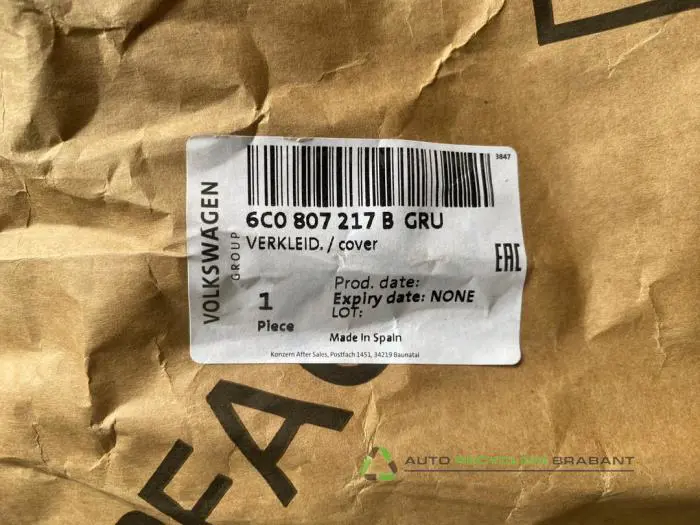 3847
VOLKSWAGEN
GROUP
6C0 807 217 B GRU
VERKLEID. / cover
EAC
Prod. date:
Expiry date: NONE
LOT:
1
Piece
Made In Spain
Konzern After Sales, Postfach 1451, 34219 Baunatal
AUTO RECYCLING BRABANT